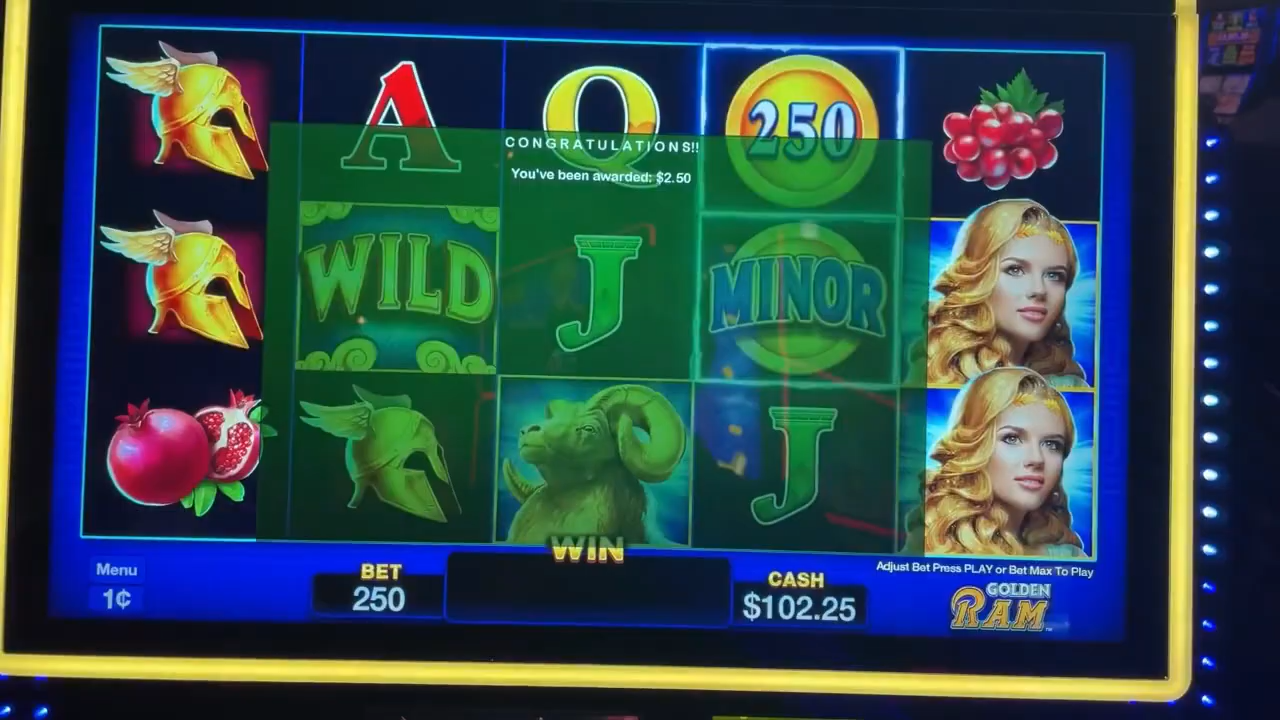 A
Q
250
CONGRATULATIONS!!
You've been awarded: $2.50
WILD
J
MINOR
J
WIN
Menu
1¢
BET
250
CASH
$102.25
Adjust Bet Press PLAY or Bet Max To Play
GOLDEN
RAM™